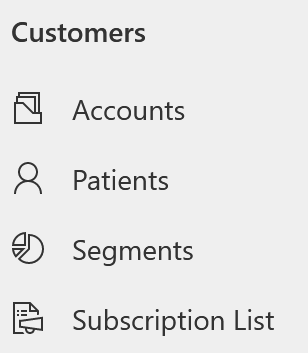 Customers
Accounts
Patients
Segments
Subscription List